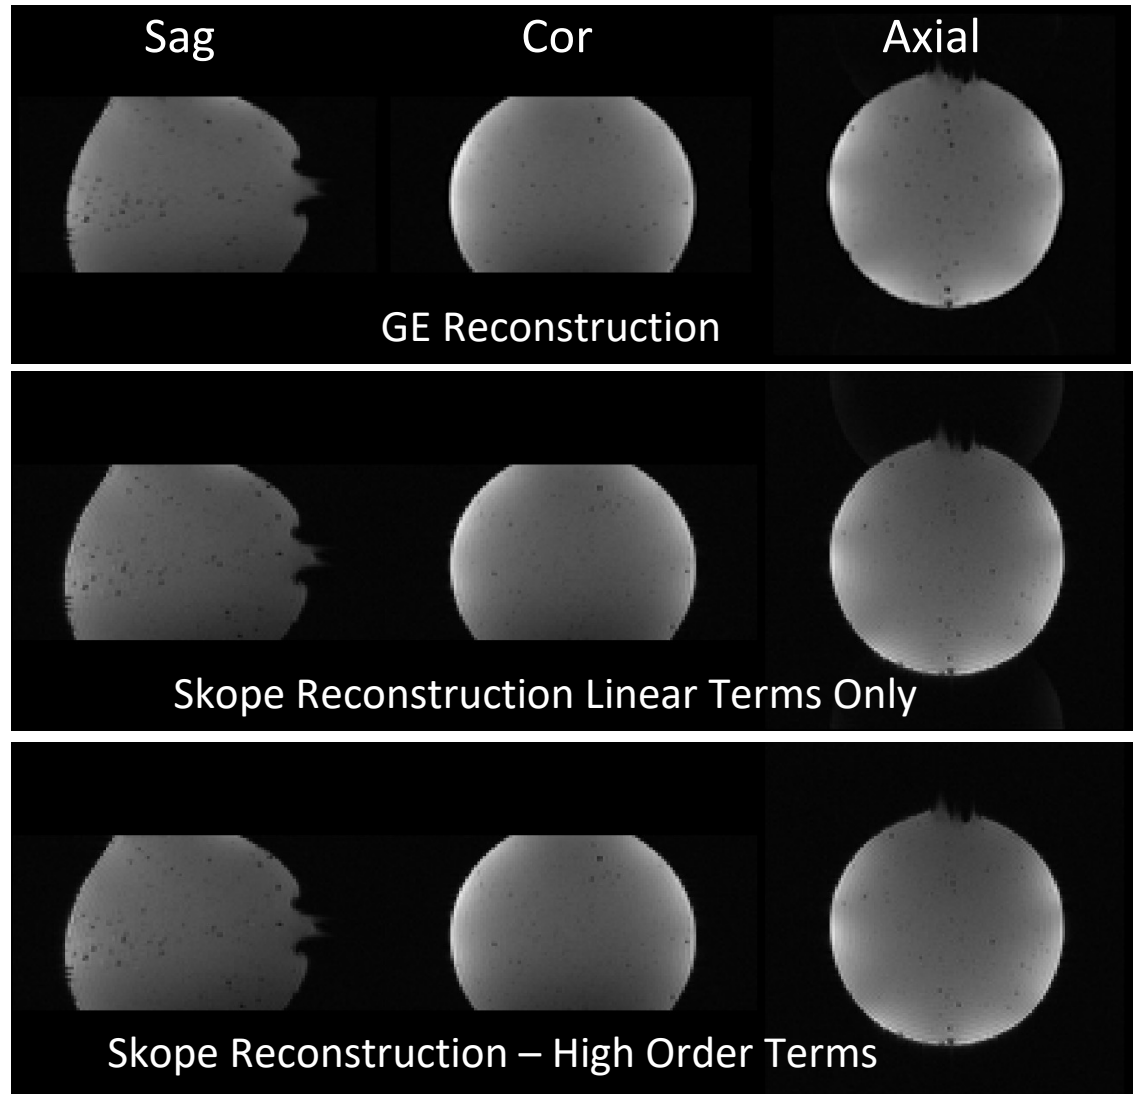 Sag Cor Axial
GE Reconstruction
Skope Reconstruction Linear Terms Only
Skope Reconstruction – High Order Terms